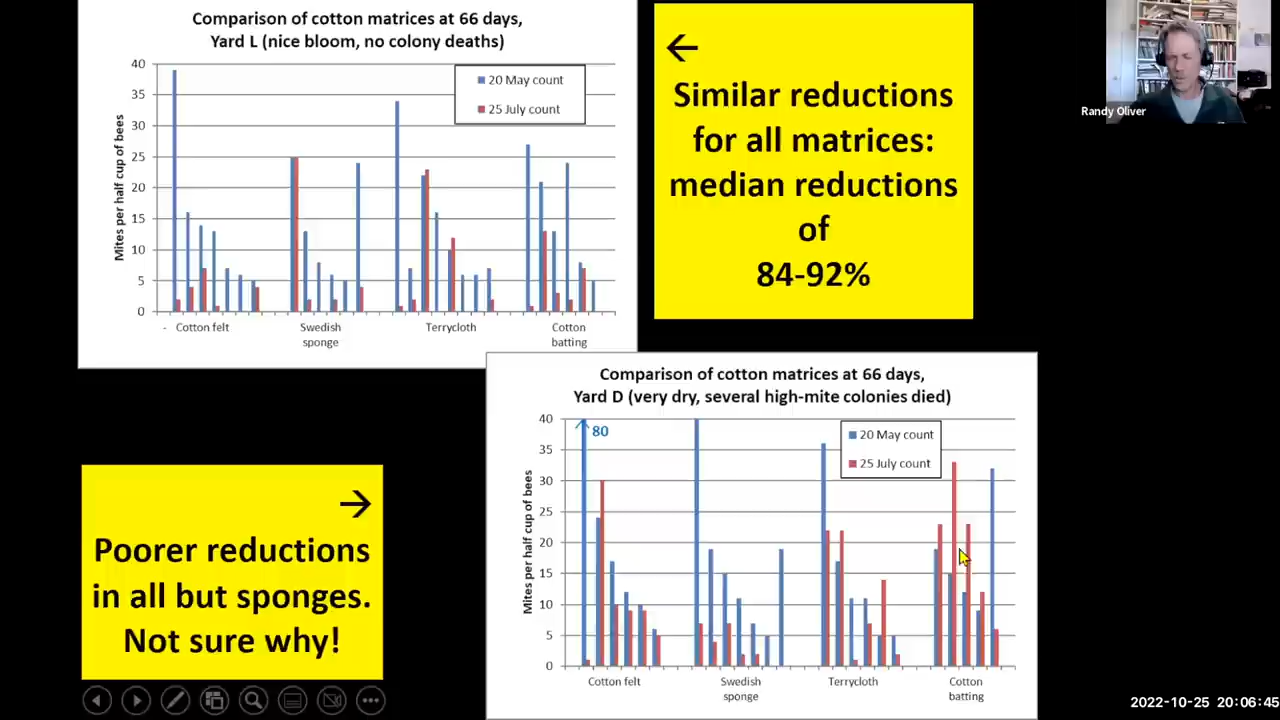 Comparison of cotton matrices at 66 days,
Yard L (nice bloom, no colony deaths)
Mites per half cup of bees
40
35
30
25
20
15
10
5
0
20 May count
25 July count
- Cotton felt
Swedish
sponge
Terrycloth
Cotton
batting
←
Similar reductions
for all matrices:
median reductions
of
84-92%
Randy Oliver
→
Poorer reductions
in all but sponges.
Not sure why!
Comparison of cotton matrices at 66 days,
Yard D (very dry, several high-mite colonies died)
Mites per half cup of bees
40
35
30
25
20
15
10
5
0
80
20 May count
25 July count
Cotton felt
Swedish
sponge
Terrycloth
Cotton
batting
2022-10-25 20:06:45